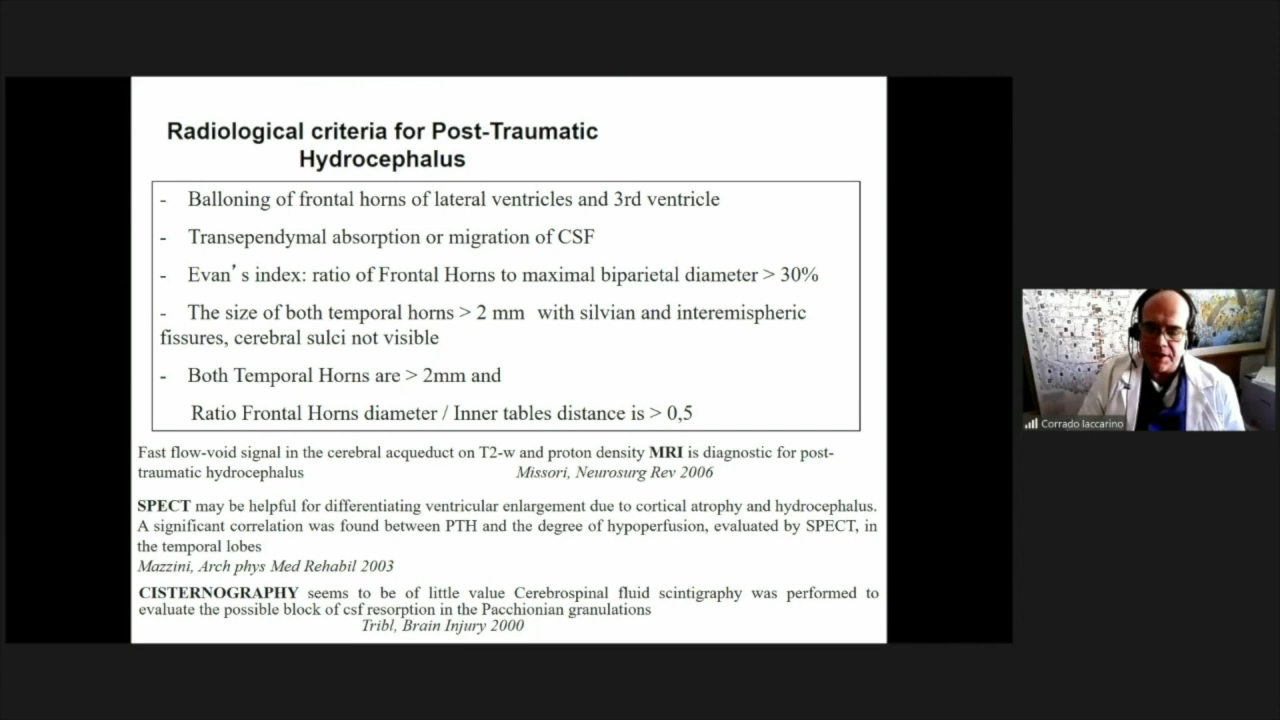 Radiological criteria for Post-Traumatic
Hydrocephalus
- Balloning of frontal horns of lateral ventricles and 3rd ventricle
- Transependymal absorption or migration of CSF
- Evan’s index: ratio of Frontal Horns to maximal biparietal diameter > 30%
- The size of both temporal horns > 2 mm with silvian and interemispheric
fissures, cerebral sulci not visible
- Both Temporal Horns are > 2mm and
Ratio Frontal Horns diameter / Inner tables distance is > 0,5
Fast flow-void signal in the cerebral acqueduct on T2-w and proton density MRI is diagnostic for post-
traumatic hydrocephalus Missori, Neurosurg Rev 2006
SPECT may be helpful for differentiating ventricular enlargement due to cortical atrophy and hydrocephalus.
A significant correlation was found between PTH and the degree of hypoperfusion, evaluated by SPECT, in
the temporal lobes
Mazzini, Arch phys Med Rehabil 2003
CISTERNOGRAPHY seems to be of little value Cerebrospinal fluid scintigraphy was performed to
evaluate the possible block of csf resorption in the Pacchionian granulations
Tribl, Brain Injury 2000
Corrado Iaccarino